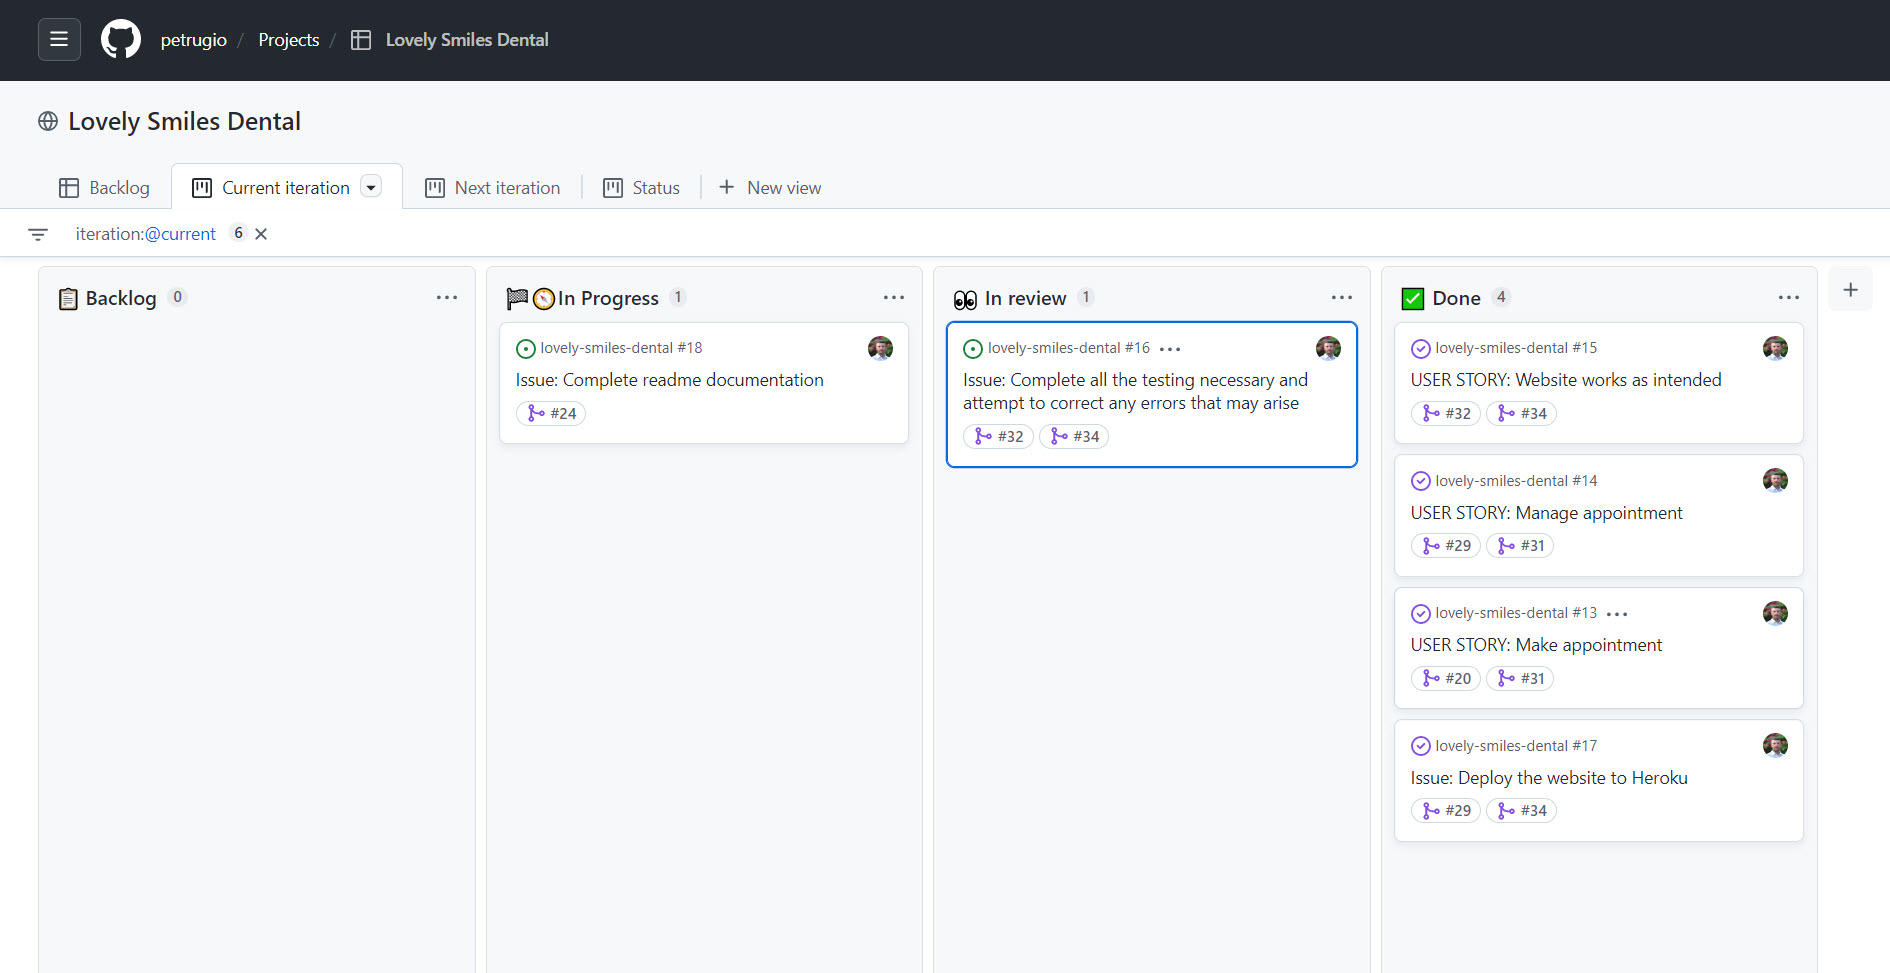 petrugio / Projects / Lovely Smiles Dental
Lovely Smiles Dental
Backlog
Current iteration
Next iteration
Status
New view
iteration:@current 6
Backlog 0
In Progress 1
lovely-smiles-dental #18
Issue: Complete readme documentation
#24
In review 1
lovely-smiles-dental #16
Issue: Complete all the testing necessary and
attempt to correct any errors that may arise
#32 #34
Done 4
lovely-smiles-dental #15
USER STORY: Website works as intended
#32 #34
lovely-smiles-dental #14
USER STORY: Manage appointment
#29 #31
lovely-smiles-dental #13
USER STORY: Make appointment
#20 #31
lovely-smiles-dental #17
Issue: Deploy the website to Heroku
#29 #34